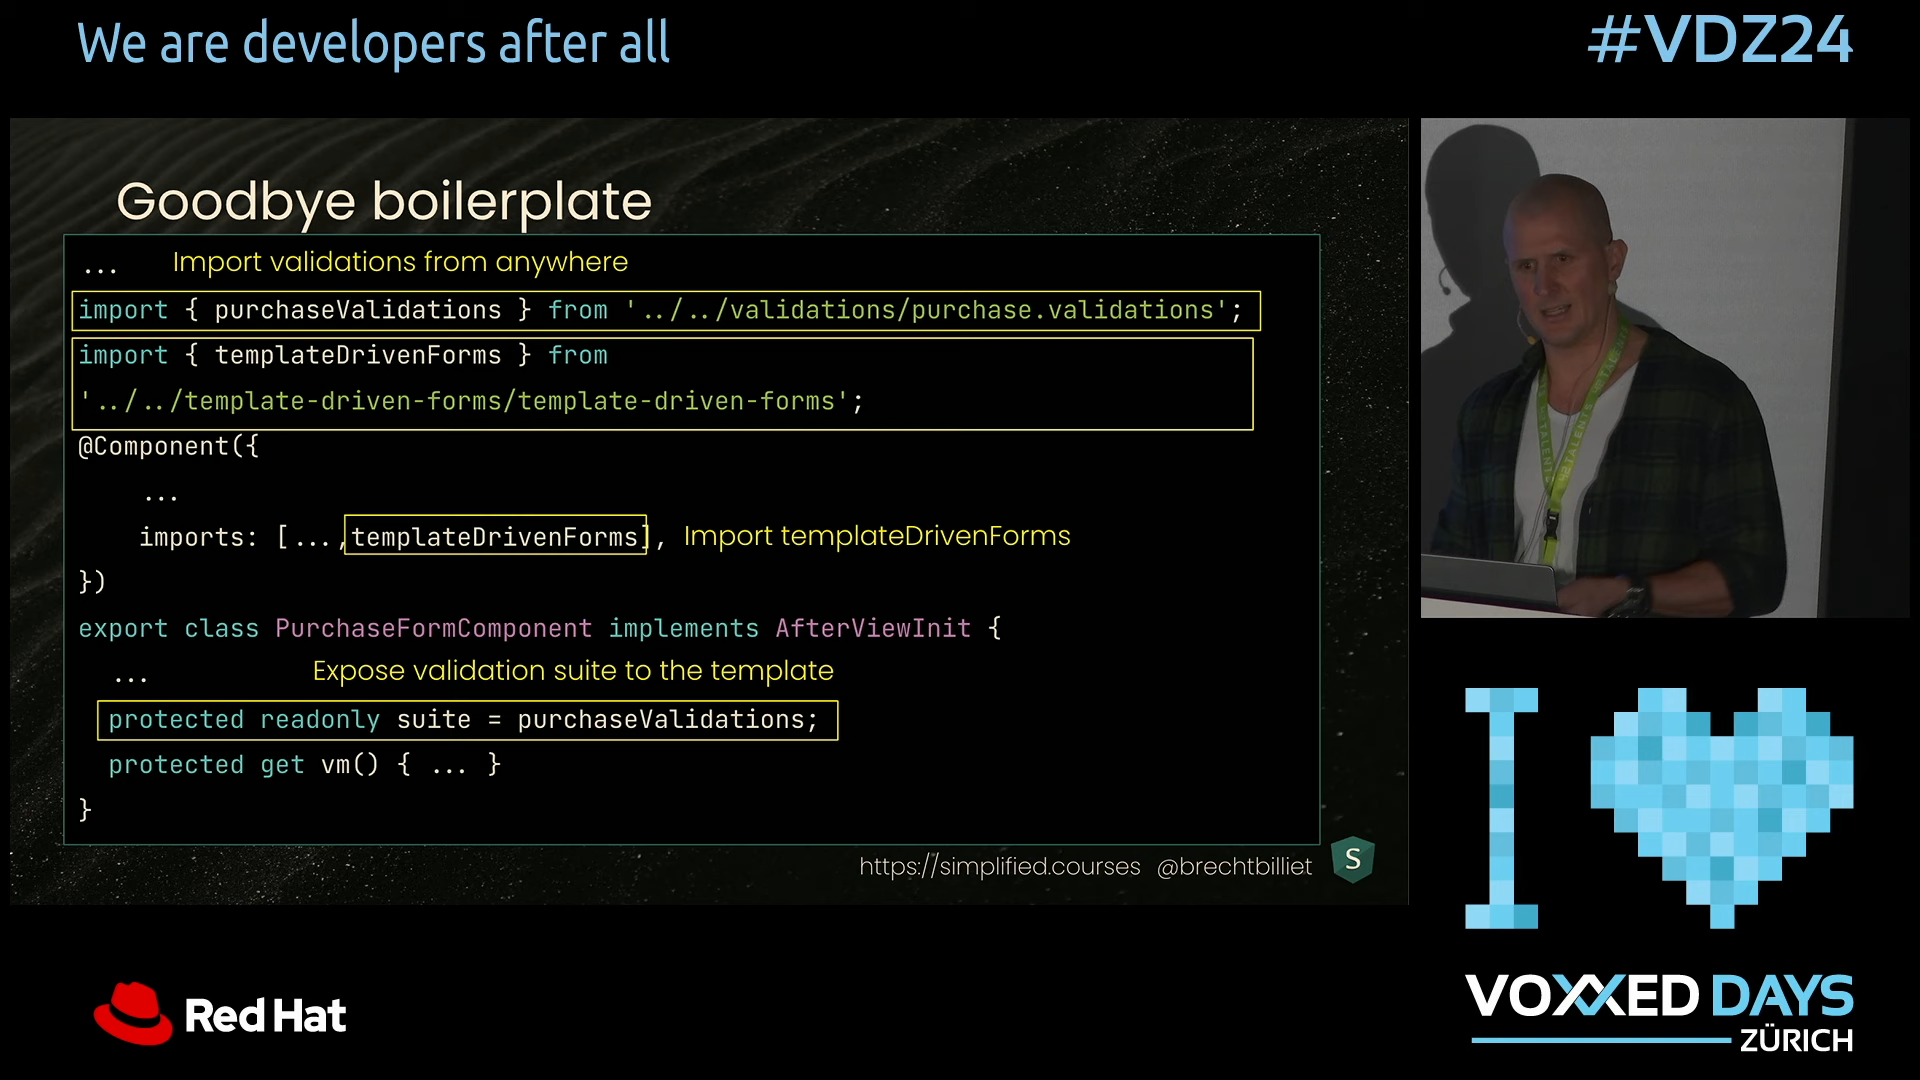 We are developers after all
#VDZ24
Goodbye boilerplate
... Import validations from anywhere
import { purchaseValidations } from '../../validations/purchase.validations';
import { templateDrivenForms } from
'../../template-driven-forms/template-driven-forms';
@Component({
...
imports: [...,templateDrivenForms], Import templateDrivenForms
})
export class PurchaseFormComponent implements AfterViewInit {
... Expose validation suite to the template
protected readonly suite = purchaseValidations;
protected get vm() { ... }
}
https://simplified.courses @brechtbilliet S
42 TALENTS
I
Red Hat
VOXXED DAYS
ZÜRICH